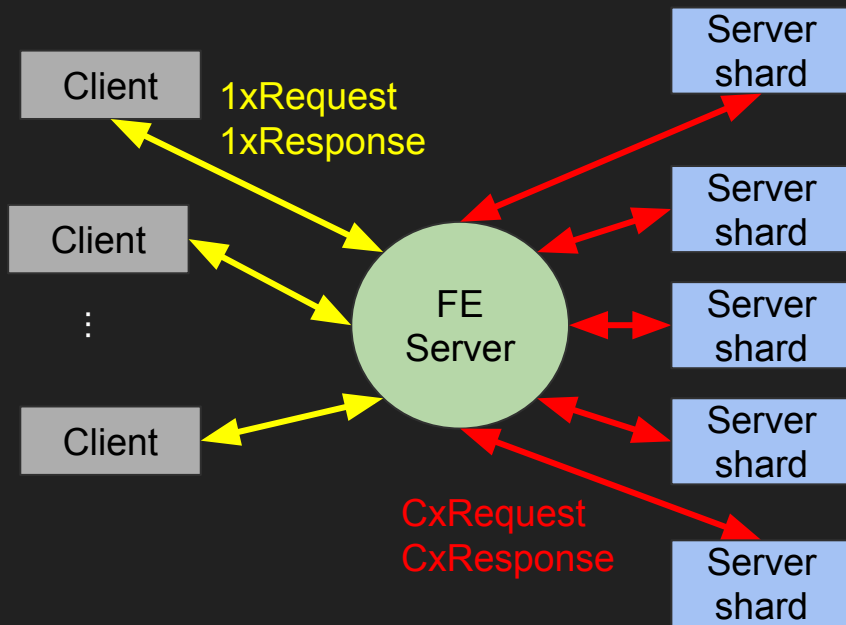 Client
1xRequest
1xResponse
Client
⋮
Client
FE
Server
CxRequest
CxResponse
Server
shard
Server
shard
Server
shard
Server
shard
Server
shard